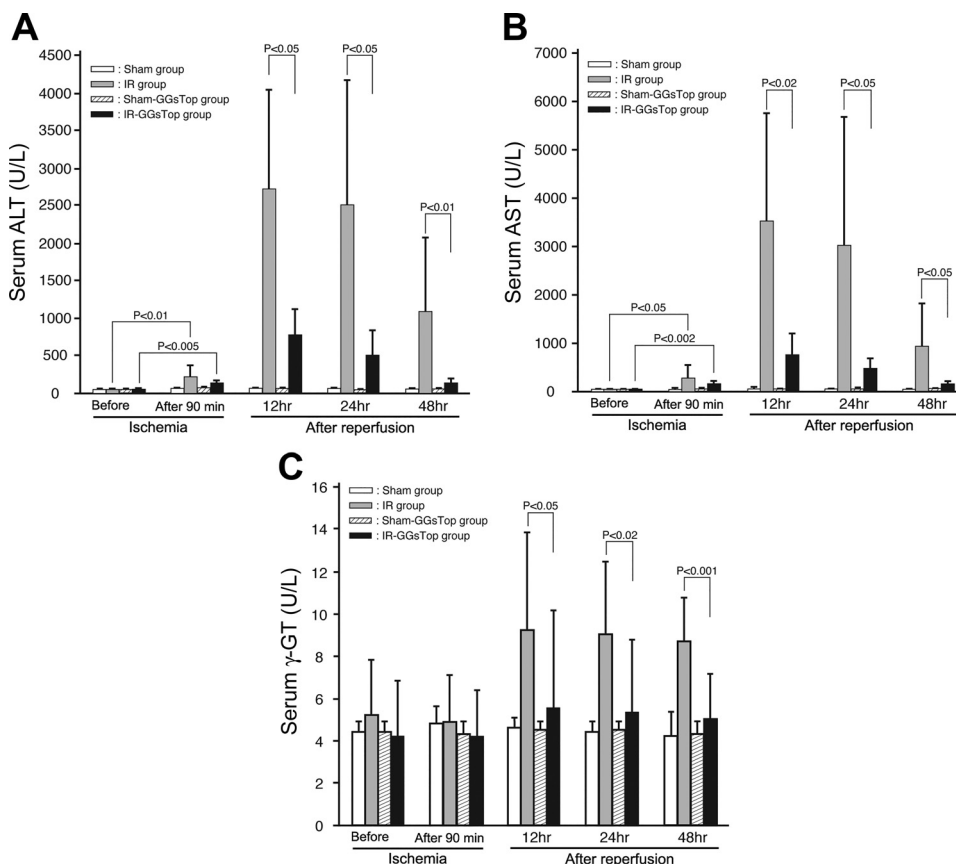 A
Serum ALT (U/L)
4500
4000
3500
3000
2500
2000
1500
1000
500
0
: Sham group
: IR group
: Sham-GGsTop group
: IR-GGsTop group
P<0.05
P<0.05
P<0.01
P<0.01
P<0.005
Before
After 90 min
12hr
24hr
48hr
Ischemia
After reperfusion
B
Serum AST (U/L)
7000
6000
5000
4000
3000
2000
1000
0
: Sham group
: IR group
: Sham-GGsTop group
: IR-GGsTop group
P<0.02
P<0.05
P<0.05
P<0.05
P<0.002
Before
After 90 min
12hr
24hr
48hr
Ischemia
After reperfusion
C
Serum γ-GT (U/L)
16
14
12
10
8
6
4
2
0
: Sham group
: IR group
: Sham-GGsTop group
: IR-GGsTop group
P<0.05
P<0.02
P<0.001
Before
After 90 min
12hr
24hr
48hr
Ischemia
After reperfusion